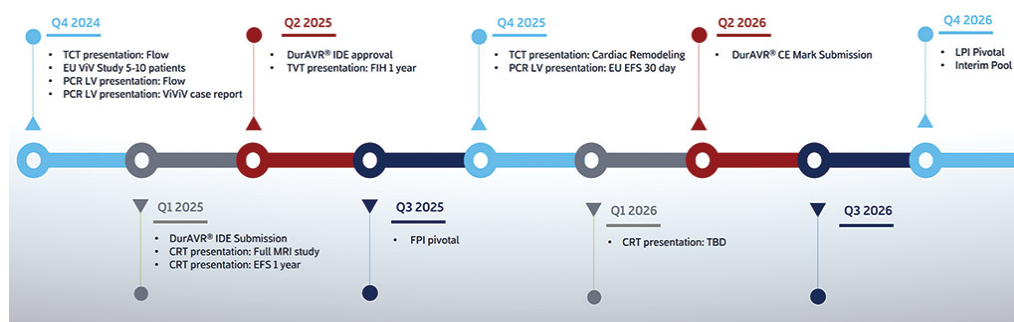 Q4 2024
• TCT presentation: Flow
• EU ViV Study 5-10 patients
• PCR LV presentation: Flow
• PCR LV presentation: ViViV case report
Q2 2025
• DurAVR® IDE approval
• TVT presentation: FIH 1 year
Q4 2025
• TCT presentation: Cardiac Remodeling
• PCR LV presentation: EU EFS 30 day
Q2 2026
• DurAVR® CE Mark Submission
Q4 2026
• LPI Pivotal
• Interim Pool
Q1 2025
• DurAVR® IDE Submission
• CRT presentation: Full MRI study
• CRT presentation: EFS 1 year
Q3 2025
• FPI pivotal
Q1 2026
• CRT presentation: TBD
Q3 2026